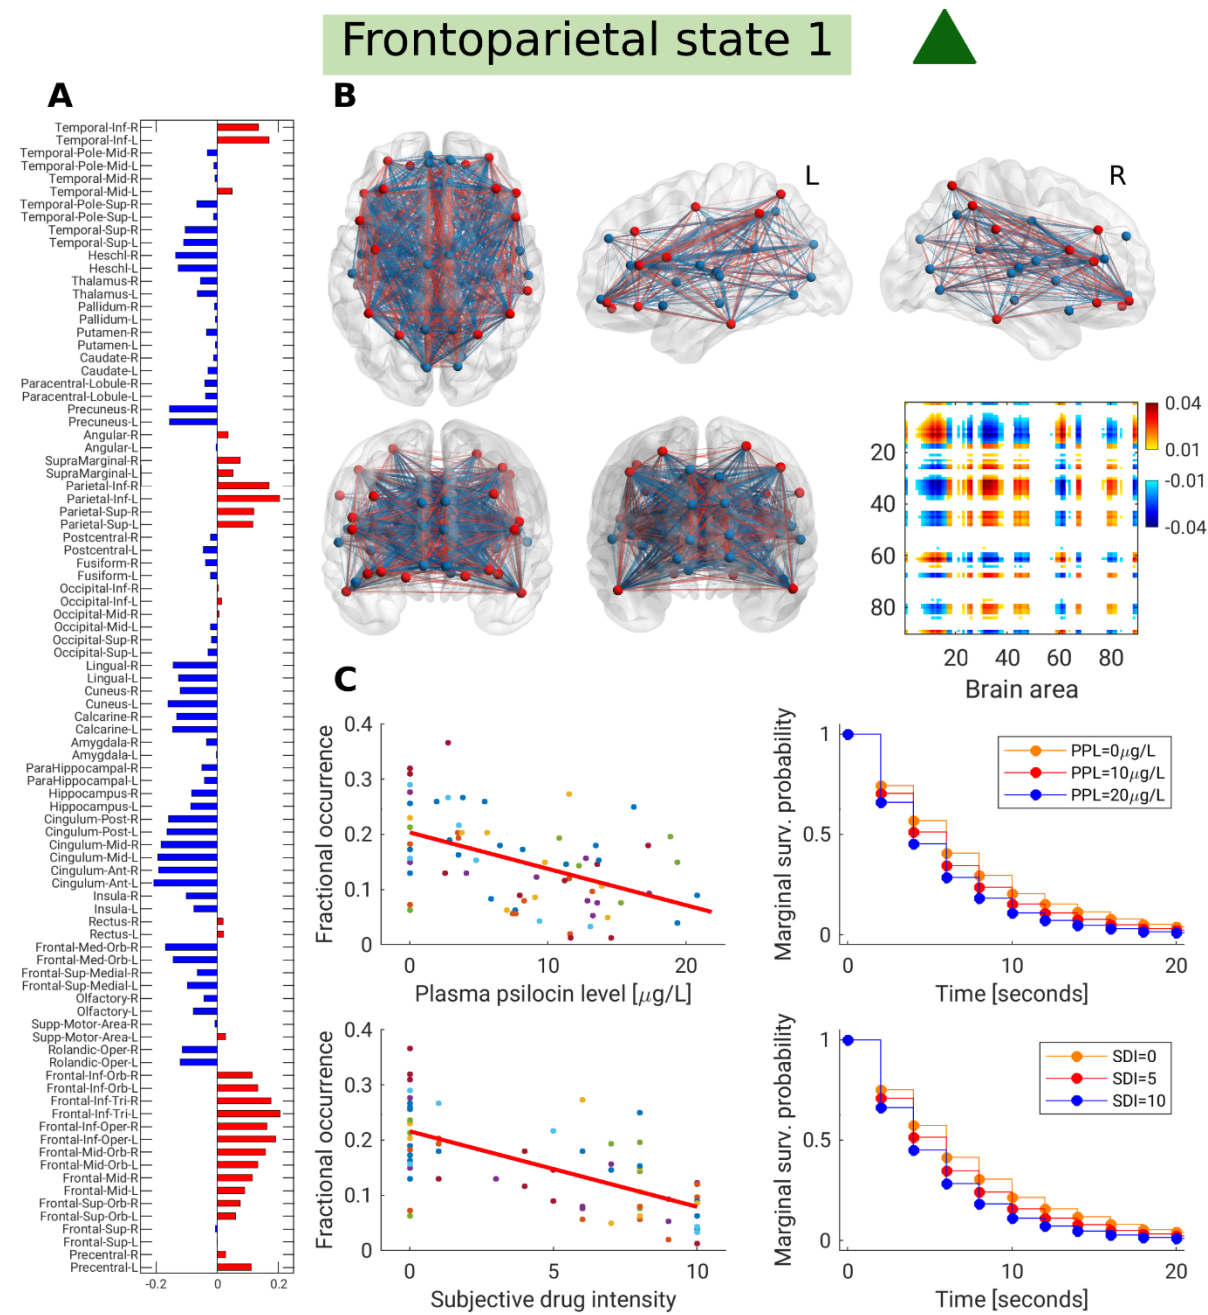 Frontoparietal state 1
A
Temporal-Inf-R
Temporal-Inf-L
Temporal-Pole-Mid-R
Temporal-Pole-Mid-L
Temporal-Mid-R
Temporal-Mid-L
Temporal-Pole-Sup-R
Temporal-Pole-Sup-L
Temporal-Sup-R
Temporal-Sup-L
Heschl-R
Heschl-L
Thalamus-R
Thalamus-L
Pallidum-R
Pallidum-L
Putamen-R
Putamen-L
Caudate-R
Caudate-L
Paracentral-Lobule-R
Paracentral-Lobule-L
Precuneus-R
Precuneus-L
Angular-R
Angular-L
SupraMarginal-R
SupraMarginal-L
Parietal-Inf-R
Parietal-Inf-L
Parietal-Sup-R
Parietal-Sup-L
Postcentral-R
Postcentral-L
Fusiform-R
Fusiform-L
Occipital-Inf-R
Occipital-Inf-L
Occipital-Mid-R
Occipital-Mid-L
Occipital-Sup-R
Occipital-Sup-L
Lingual-R
Lingual-L
Cuneus-R
Cuneus-L
Calcarine-R
Calcarine-L
Amygdala-R
Amygdala-L
ParaHippocampal-R
ParaHippocampal-L
Hippocampus-R
Hippocampus-L
Cingulum-Post-R
Cingulum-Post-L
Cingulum-Mid-R
Cingulum-Mid-L
Cingulum-Ant-R
Cingulum-Ant-L
Insula-R
Insula-L
Rectus-R
Rectus-L
Frontal-Med-Orb-R
Frontal-Med-Orb-L
Frontal-Sup-Medial-R
Frontal-Sup-Medial-L
Olfactory-R
Olfactory-L
Supp-Motor-Area-R
Supp-Motor-Area-L
Rolandic-Oper-R
Rolandic-Oper-L
Frontal-Inf-Orb-R
Frontal-Inf-Orb-L
Frontal-Inf-Tri-R
Frontal-Inf-Tri-L
Frontal-Inf-Oper-R
Frontal-Inf-Oper-L
Frontal-Mid-Orb-R
Frontal-Mid-Orb-L
Frontal-Mid-R
Frontal-Mid-L
Frontal-Sup-Orb-R
Frontal-Sup-Orb-L
Frontal-Sup-R
Frontal-Sup-L
Precentral-R
Precentral-L
-0.2 0 0.2
B
L
R
20
40
60
80
20 40 60 80
Brain area
0.04
0.01
-0.01
-0.04
C
Fractional occurrence
0.4
0.3
0.2
0.1
0
0 10 20
Plasma psilocin level [μg/L]
Marginal surv. probability
1
0.5
0
PPL=0μg/L
PPL=10μg/L
PPL=20μg/L
0 10 20
Time [seconds]
Fractional occurrence
0.4
0.3
0.2
0.1
0
0 5 10
Subjective drug intensity
Marginal surv. probability
1
0.5
0
SDI=0
SDI=5
SDI=10
0 10 20
Time [seconds]